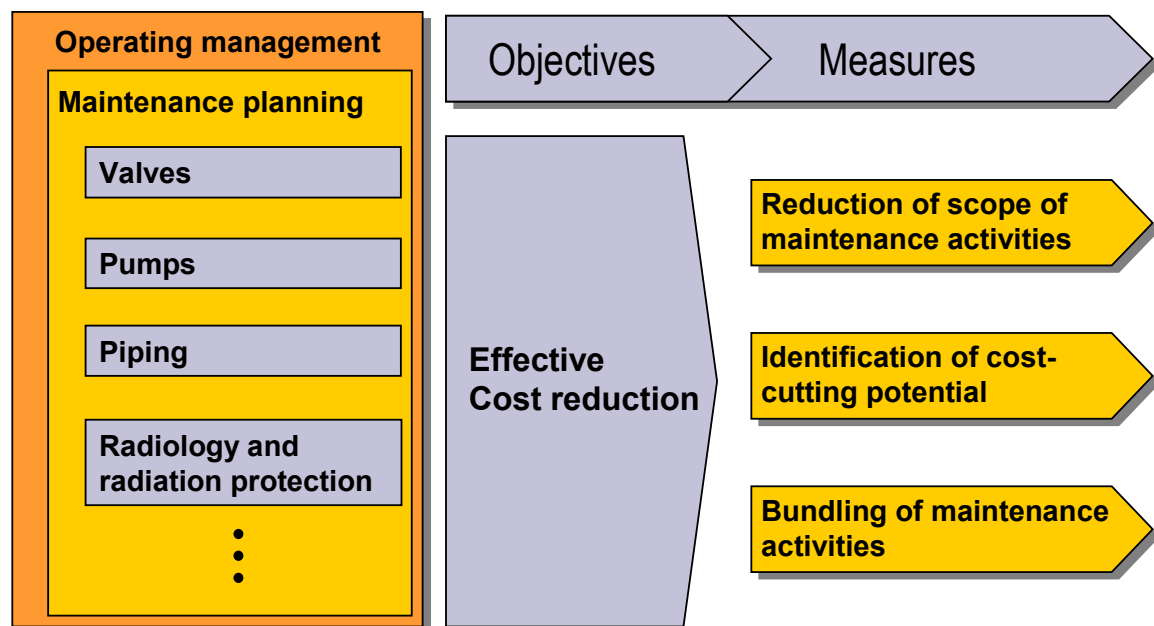 Operating management
Maintenance planning
Valves
Pumps
Piping
Radiology and
radiation protection
Objectives
Measures
Effective
Cost reduction
Reduction of scope of
maintenance activities
Identification of cost-
cutting potential
Bundling of maintenance
activities